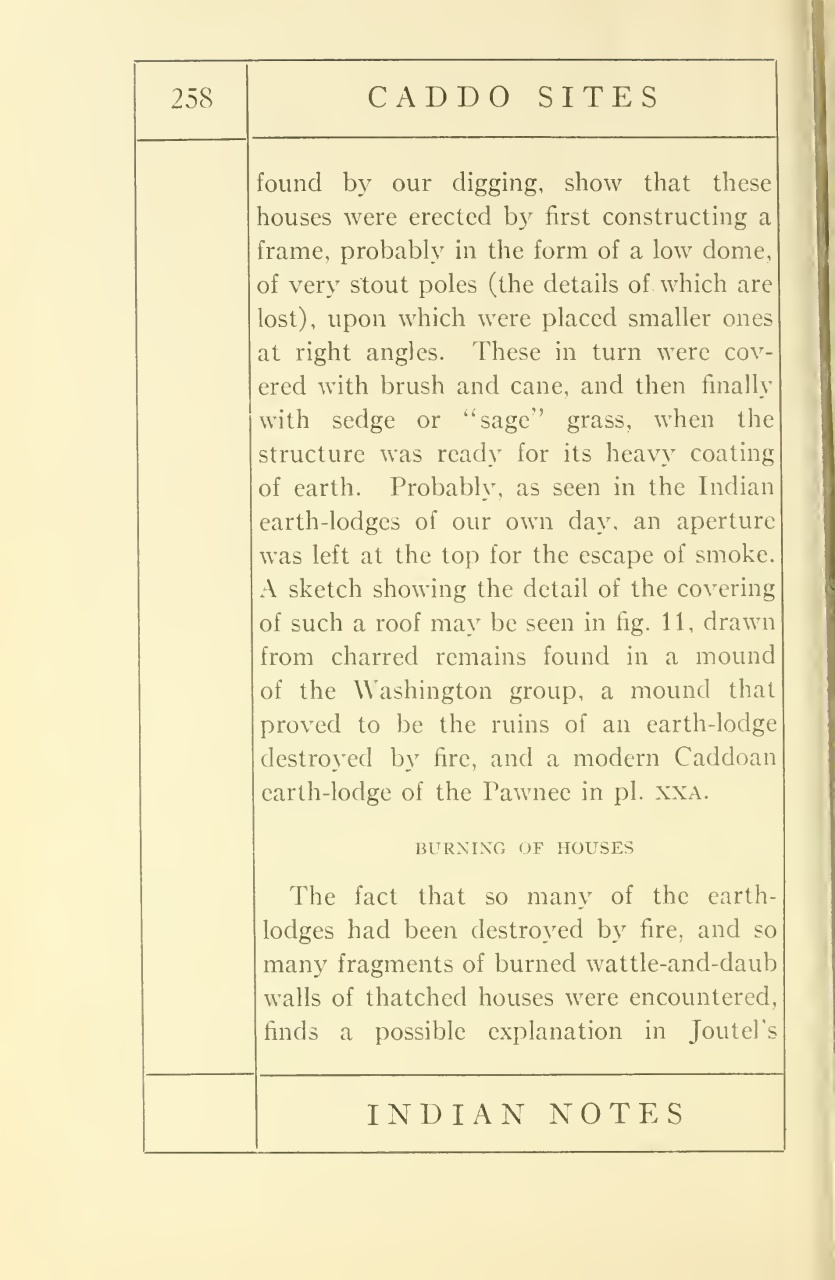 258
CADDO SITES
found by our digging, show that these
houses were erected by first constructing a
frame, probably in the form of a low dome,
of very stout poles (the details of which are
lost), upon which were placed smaller ones
at right angles. These in turn were cov-
ered with brush and cane, and then finally
with sedge or “sage” grass, when the
structure was ready for its heavy coating
of earth. Probably, as seen in the Indian
earth-lodges of our own day, an aperture
was left at the top for the escape of smoke.
A sketch showing the detail of the covering
of such a roof may be seen in fig. 11, drawn
from charred remains found in a mound
of the Washington group, a mound that
proved to be the ruins of an earth-lodge
destroyed by fire, and a modern Caddoan
earth-lodge of the Pawnee in pl. XXA.
BURNING OF HOUSES
The fact that so many of the earth-
lodges had been destroyed by fire, and so
many fragments of burned wattle-and-daub
walls of thatched houses were encountered,
finds a possible explanation in Joutel's
INDIAN NOTES